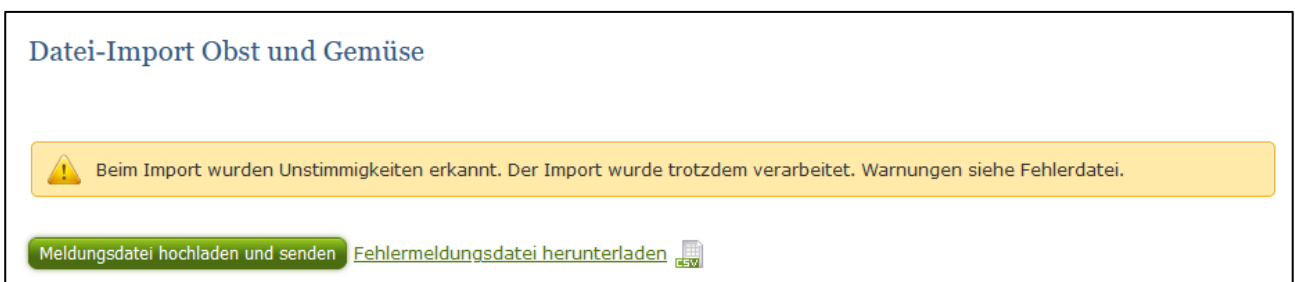 Datei-Import Obst und Gemüse
Beim Import wurden Unstimmigkeiten erkannt. Der Import wurde trotzdem verarbeitet. Warnungen siehe Fehlerdatei.
Meldungsdatei hochladen und senden Fehlermeldungsdatei herunterladen CSV